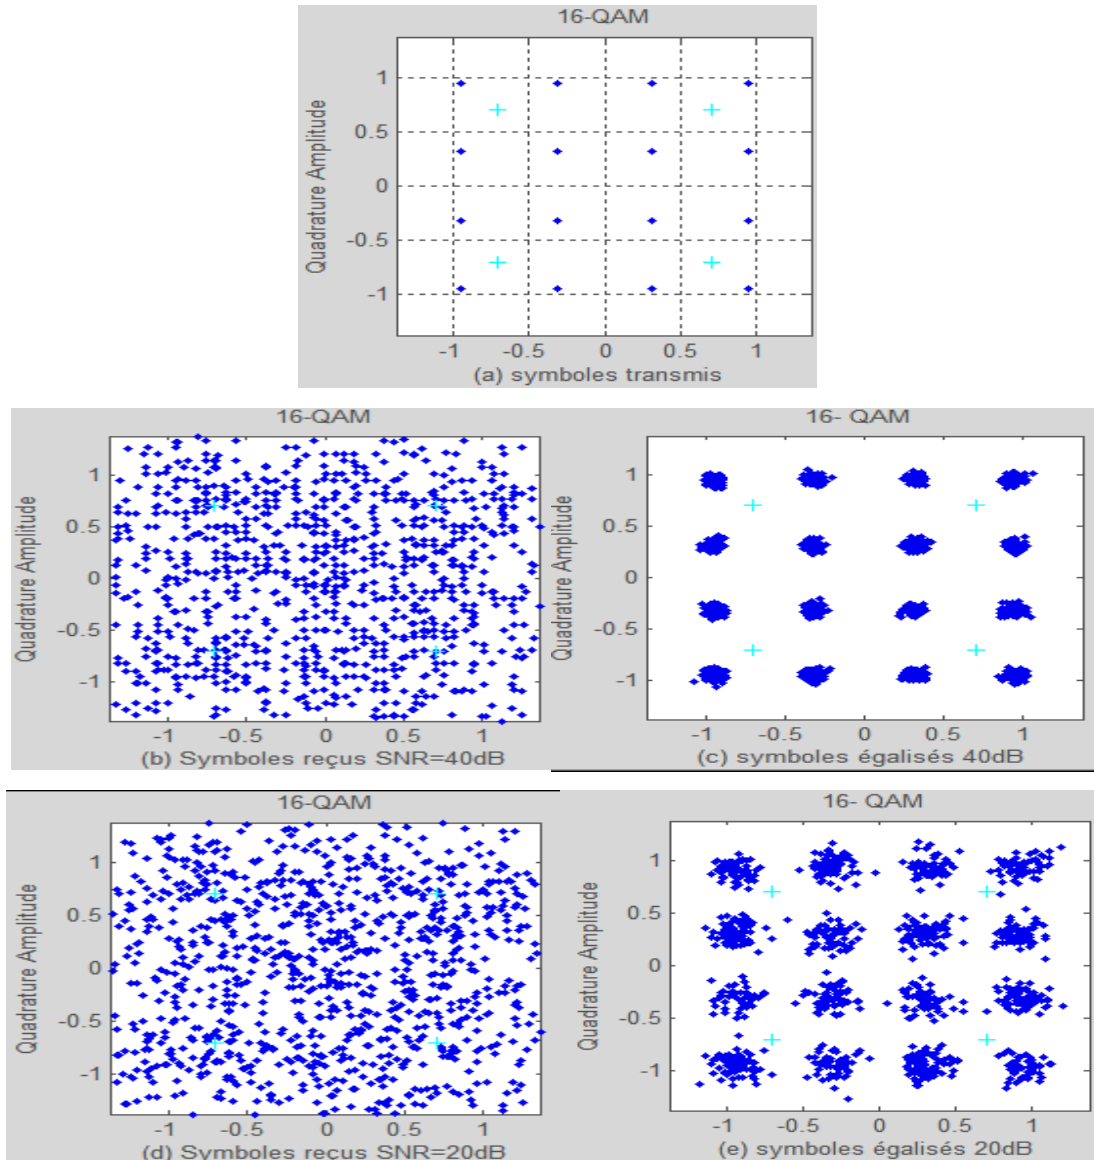 16-QAM
Quadrature Amplitude
1
0.5
0
-0.5
-1
-1 -0.5 0 0.5 1
(a) symboles transmis
16-QAM
Quadrature Amplitude
1
0.5
0
-0.5
-1
-1 -0.5 0 0.5 1
(b) Symboles reçus SNR=40dB
16- QAM
Quadrature Amplitude
1
0.5
0
-0.5
-1
-1 -0.5 0 0.5 1
(c) symboles égalisés 40dB
16-QAM
Quadrature Amplitude
1
0.5
0
-0.5
-1
-1 -0.5 0 0.5 1
(d) Symboles reçus SNR=20dB
16- QAM
Quadrature Amplitude
1
0.5
0
-0.5
-1
-1 -0.5 0 0.5 1
(e) symboles égalisés 20dB